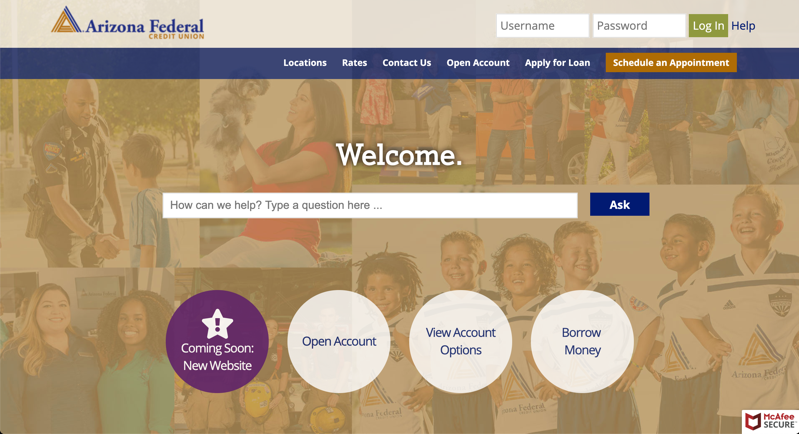 Arizona Federal
CREDIT UNION
Username
Password
Log In
Help
Locations
Rates
Contact Us
Open Account
Apply for Loan
Schedule an Appointment
Welcome.
How can we help? Type a question here ...
Ask
Coming Soon:
New Website
Open Account
View Account
Options
Borrow
Money
Arizona Federal
McAfee
SECURE